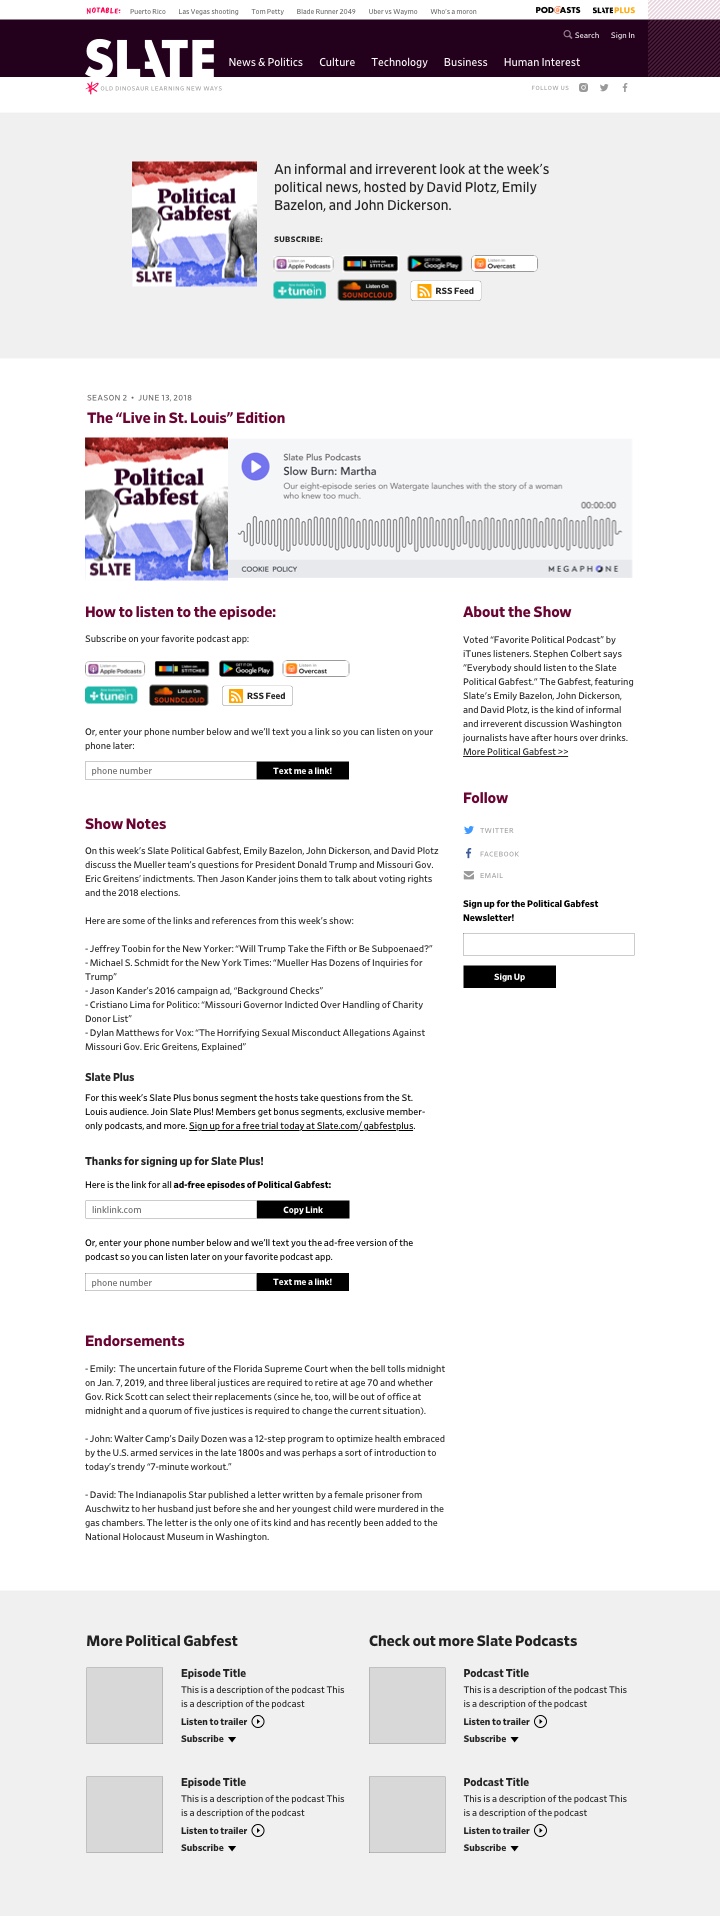 NOTABLE: Puerto Rico Las Vegas shooting Tom Petty Blade Runner 2049 Uber vs Waymo Who's a moron PODCASTS SLATEPLUS
Search Sign In
SLATE News & Politics Culture Technology Business Human Interest
OLD DINOSAUR LEARNING NEW WAYS FOLLOW US
Political
Gabfest
SLATE
An informal and irreverent look at the week's
political news, hosted by David Plotz, Emily
Bazelon, and John Dickerson.
SUBSCRIBE:
Listen on Apple Podcasts LISTEN ON STITCHER GET IT ON Google Play Listen on Overcast
tunein Listen On SOUNDCLOUD RSS Feed
SEASON 2 • JUNE 13, 2018
The “Live in St. Louis” Edition
Political
Gabfest
SLATE
Slate Plus Podcasts
Slow Burn: Martha
Our eight-episode series on Watergate launches with the story of a woman
who knew too much.
00:00:00
COOKIE POLICY MEGAPHONE
How to listen to the episode:
Subscribe on your favorite podcast app:
Listen on Apple Podcasts LISTEN ON STITCHER GET IT ON Google Play Listen on Overcast
tunein Listen On SOUNDCLOUD RSS Feed
Or, enter your phone number below and we'll text you a link so you can listen on your
phone later:
phone number Text me a link!
Show Notes
On this week's Slate Political Gabfest, Emily Bazelon, John Dickerson, and David Plotz
discuss the Mueller team's questions for President Donald Trump and Missouri Gov.
Eric Greitens' indictments. Then Jason Kander joins them to talk about voting rights
and the 2018 elections.
Here are some of the links and references from this week's show:
- Jeffrey Toobin for the New Yorker: “Will Trump Take the Fifth or Be Subpoenaed?”
- Michael S. Schmidt for the New York Times: “Mueller Has Dozens of Inquiries for
Trump”
- Jason Kander's 2016 campaign ad, “Background Checks”
- Cristiano Lima for Politico: “Missouri Governor Indicted Over Handling of Charity
Donor List”
- Dylan Matthews for Vox: “The Horrifying Sexual Misconduct Allegations Against
Missouri Gov. Eric Greitens, Explained”
Slate Plus
For this week's Slate Plus bonus segment the hosts take questions from the St.
Louis audience. Join Slate Plus! Members get bonus segments, exclusive member-
only podcasts, and more. Sign up for a free trial today at Slate.com/ gabfestplus.
Thanks for signing up for Slate Plus!
Here is the link for all ad-free episodes of Political Gabfest:
linklink.com Copy Link
Or, enter your phone number below and we'll text you the ad-free version of the
podcast so you can listen later on your favorite podcast app.
phone number Text me a link!
Endorsements
- Emily: The uncertain future of the Florida Supreme Court when the bell tolls midnight
on Jan. 7, 2019, and three liberal justices are required to retire at age 70 and whether
Gov. Rick Scott can select their replacements (since he, too, will be out of office at
midnight and a quorum of five justices is required to change the current situation).
- John: Walter Camp's Daily Dozen was a 12-step program to optimize health embraced
by the U.S. armed services in the late 1800s and was perhaps a sort of introduction to
today's trendy “7-minute workout.”
- David: The Indianapolis Star published a letter written by a female prisoner from
Auschwitz to her husband just before she and her youngest child were murdered in the
gas chambers. The letter is the only one of its kind and has recently been added to the
National Holocaust Museum in Washington.
About the Show
Voted “Favorite Political Podcast” by
iTunes listeners. Stephen Colbert says
“Everybody should listen to the Slate
Political Gabfest.” The Gabfest, featuring
Slate's Emily Bazelon, John Dickerson,
and David Plotz, is the kind of informal
and irreverent discussion Washington
journalists have after hours over drinks.
More Political Gabfest >>
Follow
TWITTER
FACEBOOK
EMAIL
Sign up for the Political Gabfest
Newsletter!
Sign Up
More Political Gabfest
Episode Title
This is a description of the podcast This
is a description of the podcast
Listen to trailer
Subscribe
Episode Title
This is a description of the podcast This
is a description of the podcast
Listen to trailer
Subscribe
Check out more Slate Podcasts
Podcast Title
This is a description of the podcast This
is a description of the podcast
Listen to trailer
Subscribe
Podcast Title
This is a description of the podcast This
is a description of the podcast
Listen to trailer
Subscribe